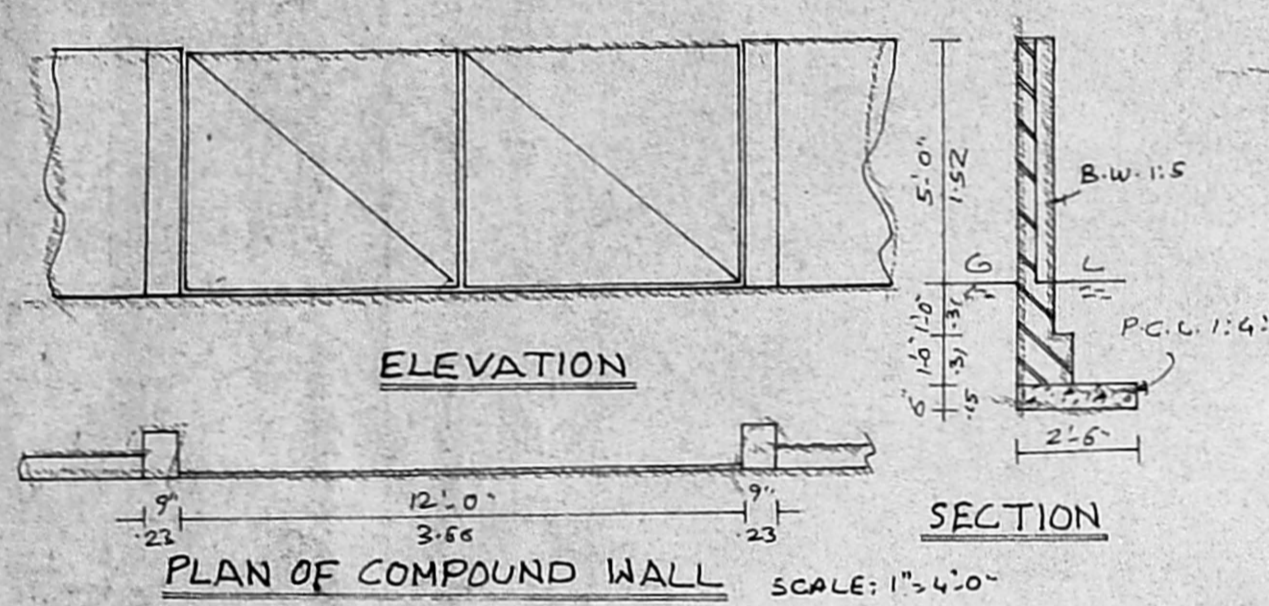 5'-0"
1.52
B.W. 1:5
G L
1'-0" .31
1'-0" .31
6" .15
P.C.C. 1:4:
2'-6"
ELEVATION
9" 12'-0" 9"
.23 3.66 .23
SECTION
PLAN OF COMPOUND WALL SCALE: 1"=4'-0"